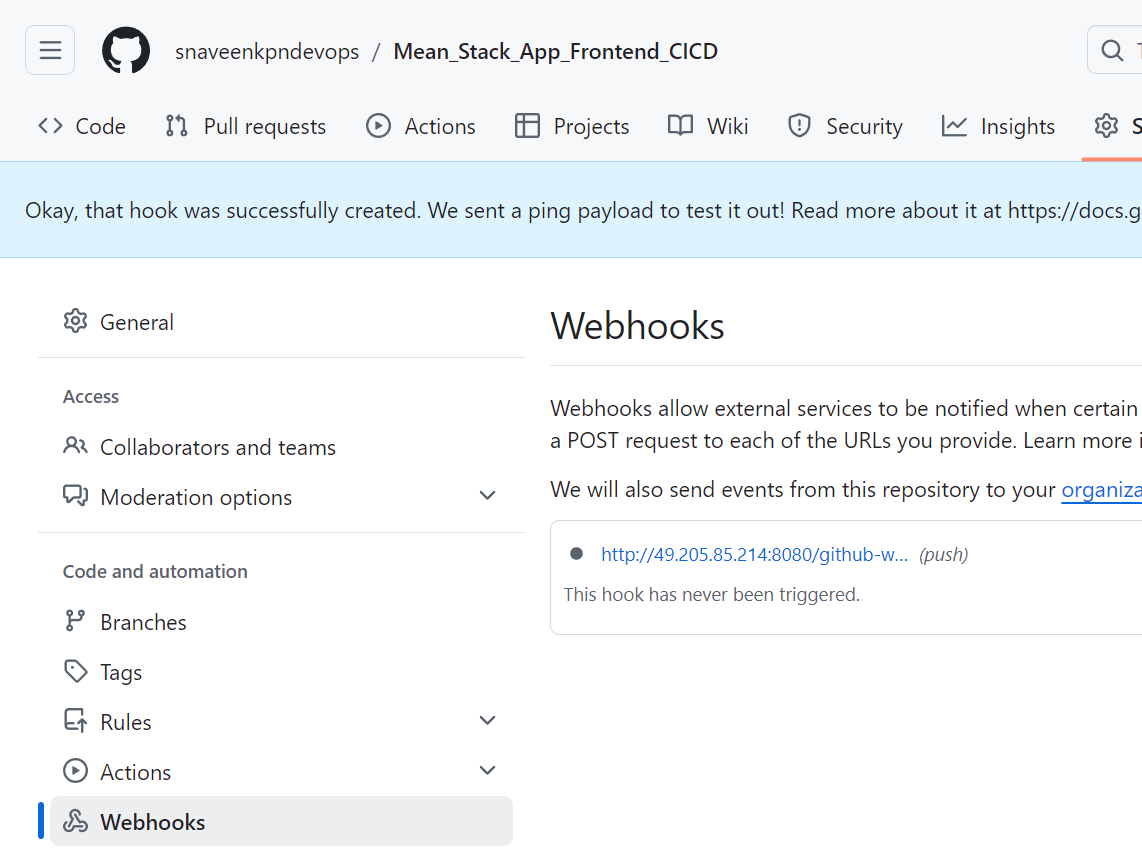 snaveenkpndevops / Mean_Stack_App_Frontend_CICD
Code Pull requests Actions Projects Wiki Security Insights
Okay, that hook was successfully created. We sent a ping payload to test it out! Read more about it at https://docs.g
General
Access
Collaborators and teams
Moderation options
Code and automation
Branches
Tags
Rules
Actions
Webhooks
Webhooks
Webhooks allow external services to be notified when certain
a POST request to each of the URLs you provide. Learn more i
We will also send events from this repository to your organiza
http://49.205.85.214:8080/github-w... (push)
This hook has never been triggered.